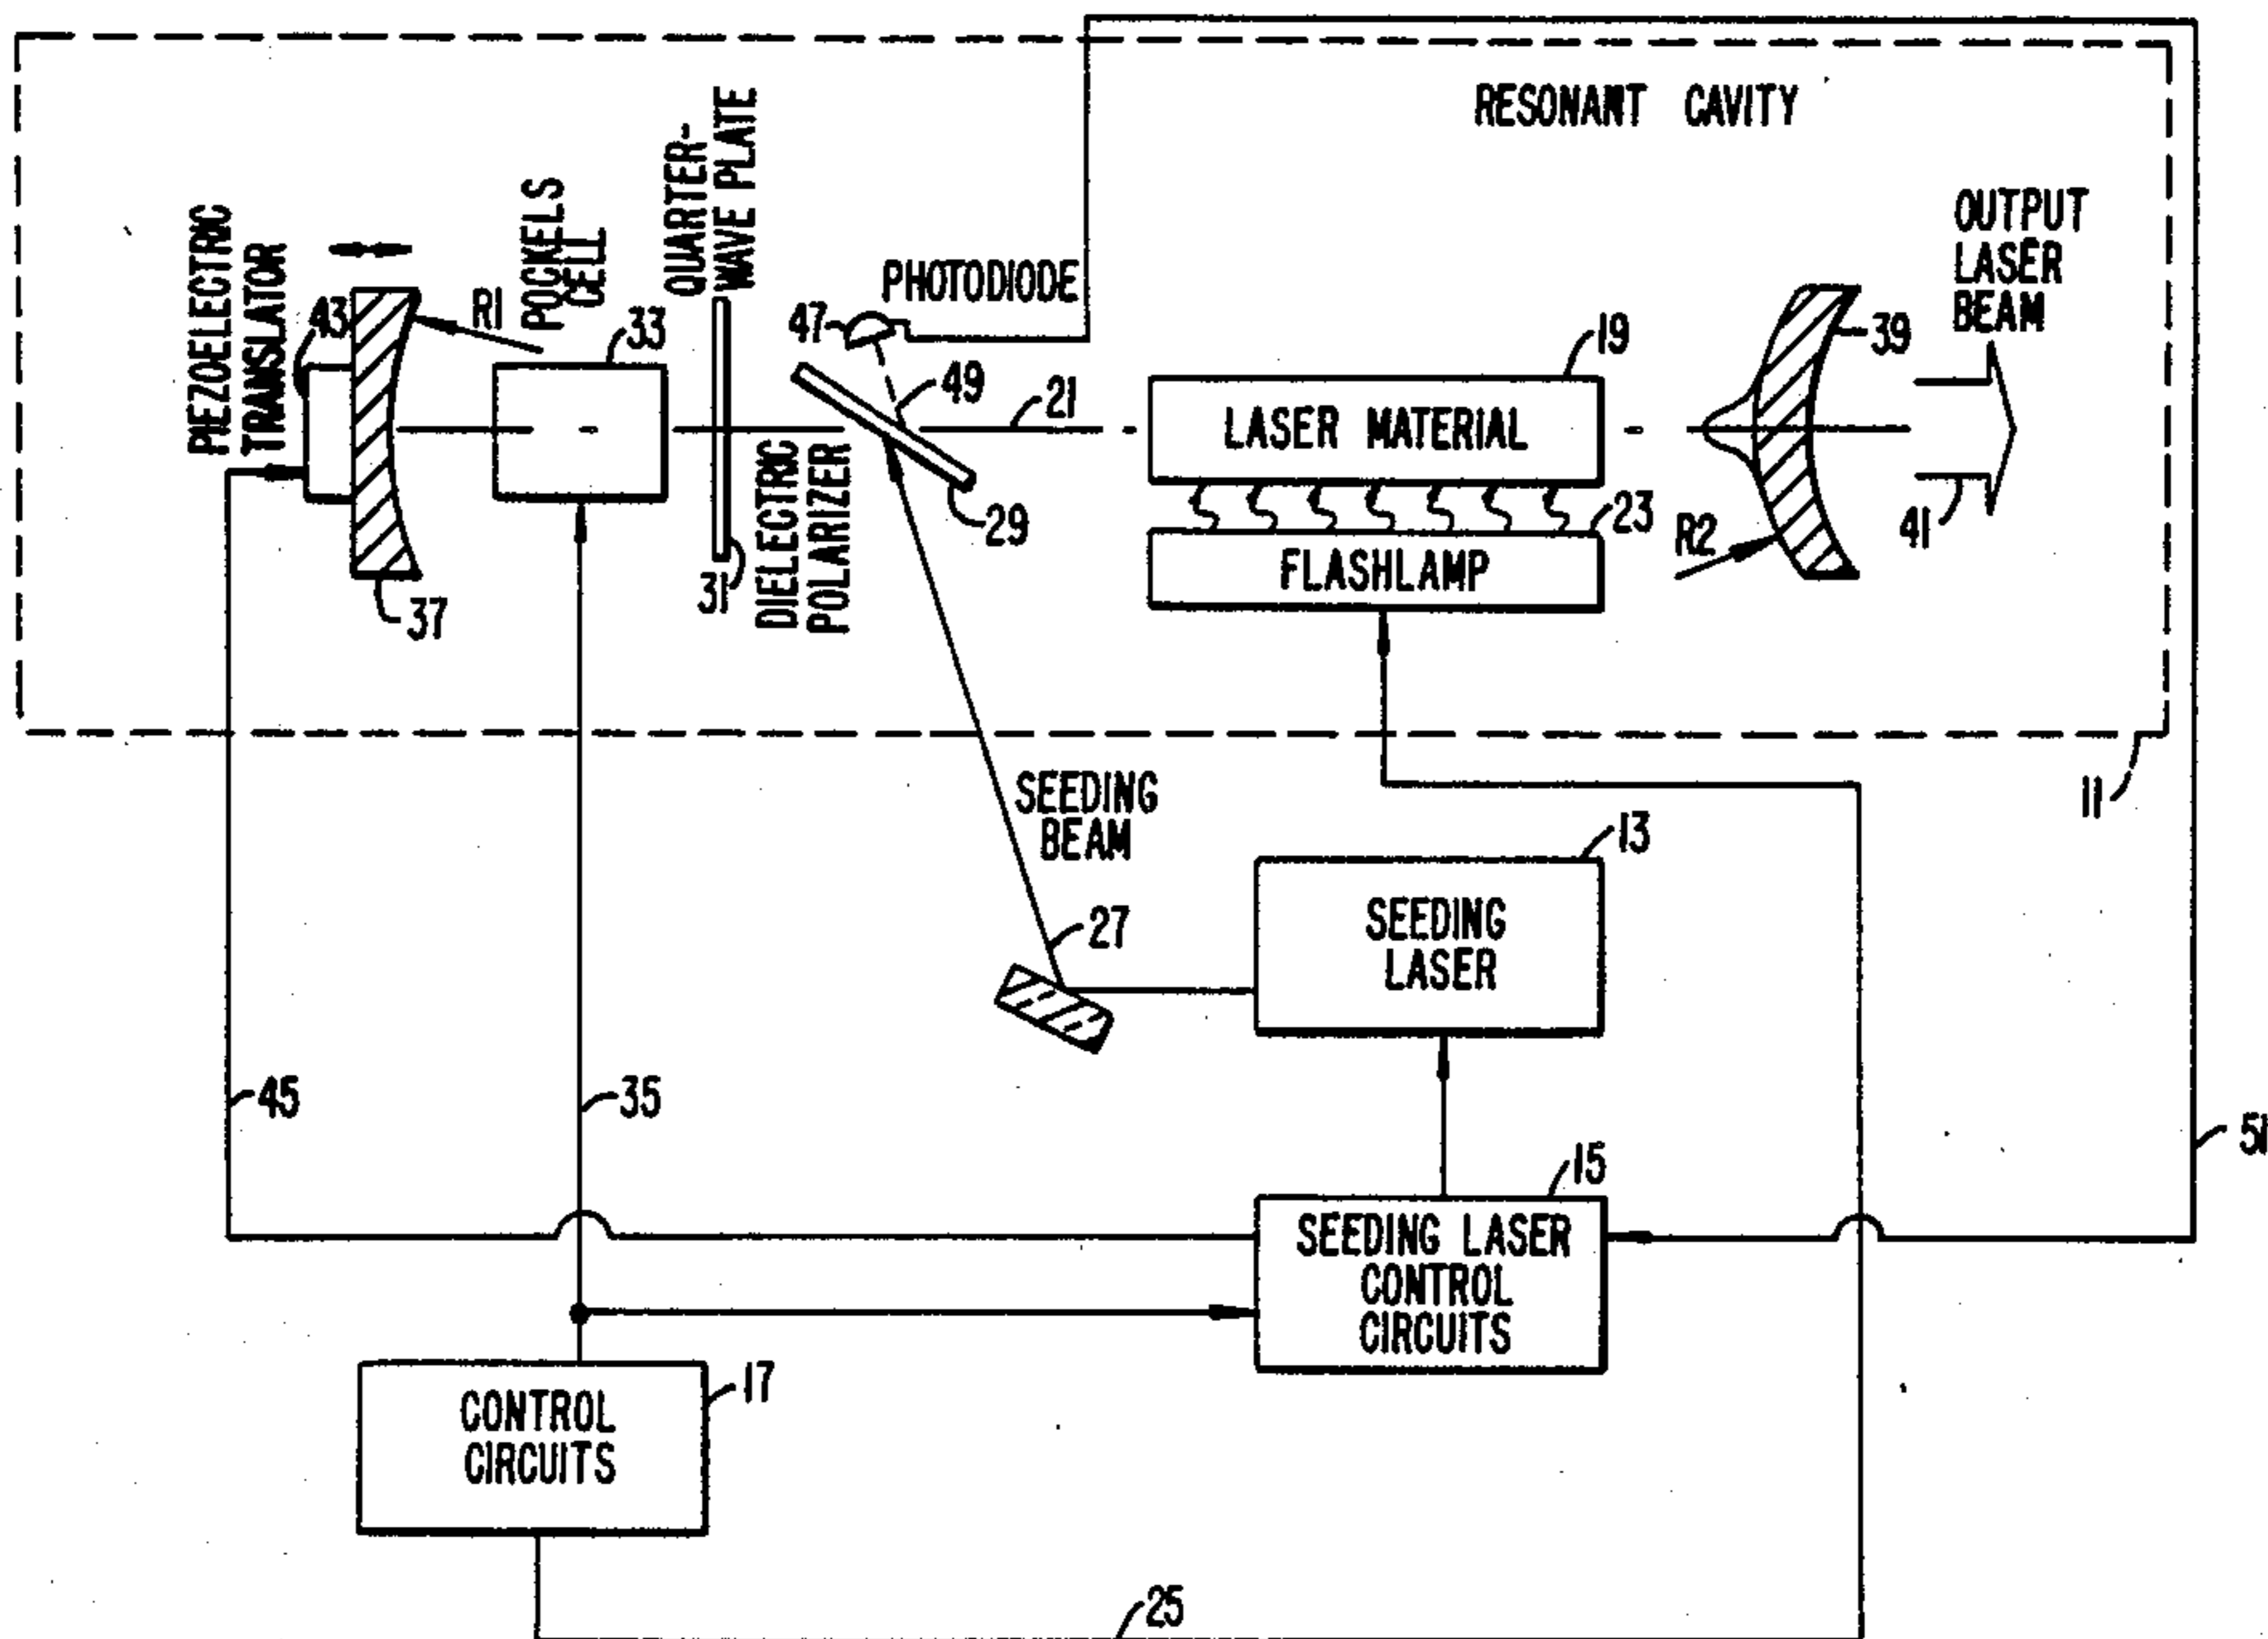 RESONANT CAVITY
PIEZOELECTRIC
TRANSLATOR
43
37
R1
POCKELS
CELL
33
QUARTER-
WAVE PLATE
31
DIELECTRIC
POLARIZER
PHOTODIODE
47
49
21
29
19
LASER MATERIAL
23
FLASHLAMP
R2
39
OUTPUT
LASER
BEAM
41
11
SEEDING
BEAM
27
13
SEEDING
LASER
45
35
51
15
SEEDING LASER
CONTROL
CIRCUITS
17
CONTROL
CIRCUITS
25